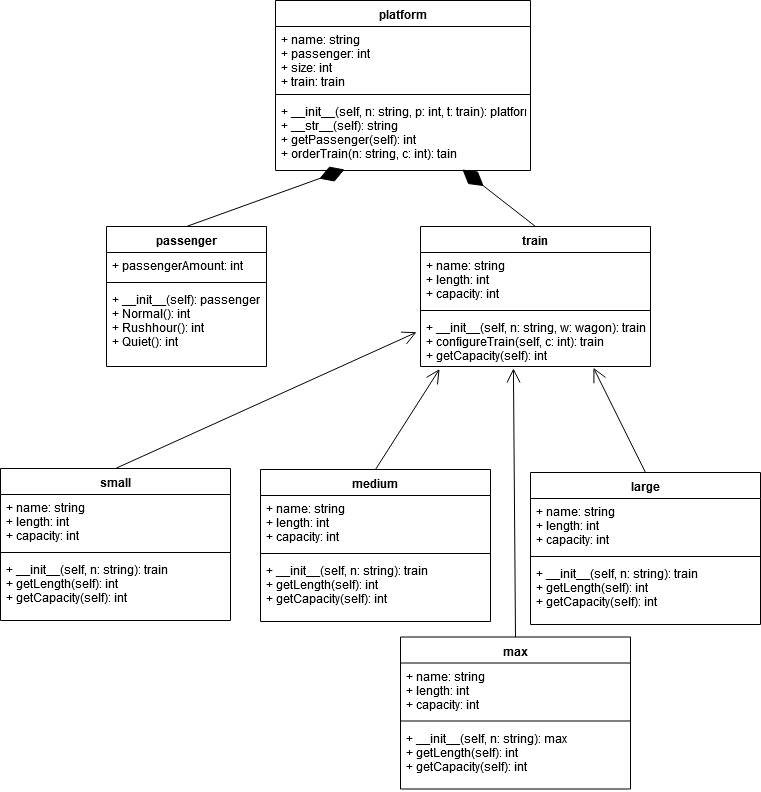 platform
+ name: string
+ passenger: int
+ size: int
+ train: train
+ __init__(self, n: string, p: int, t: train): platforn
+ __str__(self): string
+ getPassenger(self): int
+ orderTrain(n: string, c: int): tain
passenger
+ passengerAmount: int
+ __init__(self): passenger
+ Normal(): int
+ Rushhour(): int
+ Quiet(): int
train
+ name: string
+ length: int
+ capacity: int
+ __init__(self, n: string, w: wagon): train
+ configureTrain(self, c: int): train
+ getCapacity(self): int
small
+ name: string
+ length: int
+ capacity: int
+ __init__(self, n: string): train
+ getLength(self): int
+ getCapacity(self): int
medium
+ name: string
+ length: int
+ capacity: int
+ __init__(self, n: string): train
+ getLength(self): int
+ getCapacity(self): int
large
+ name: string
+ length: int
+ capacity: int
+ __init__(self, n: string): train
+ getLength(self): int
+ getCapacity(self): int
max
+ name: string
+ length: int
+ capacity: int
+ __init__(self, n: string): max
+ getLength(self): int
+ getCapacity(self): int